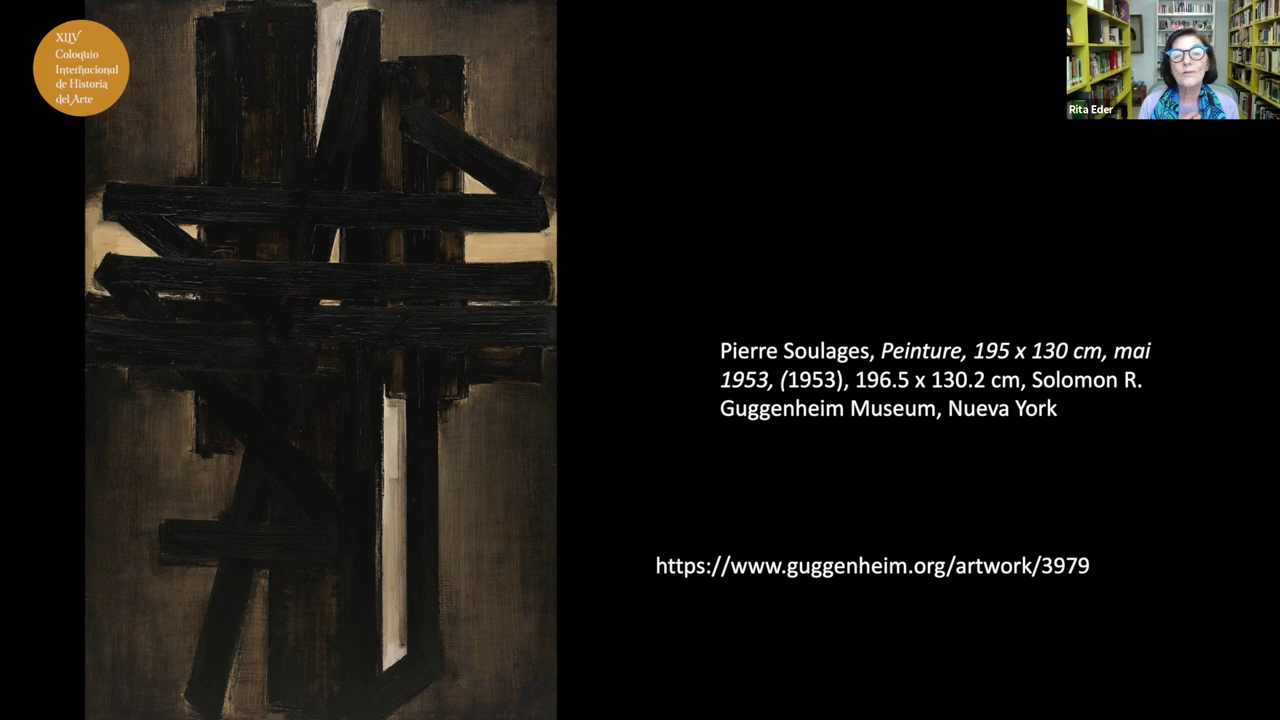 XLIV
Coloquio
Internacional
de Historia
del Arte
Rita Eder
Pierre Soulages, Peinture, 195 x 130 cm, mai
1953, (1953), 196.5 x 130.2 cm, Solomon R.
Guggenheim Museum, Nueva York
https://www.guggenheim.org/artwork/3979